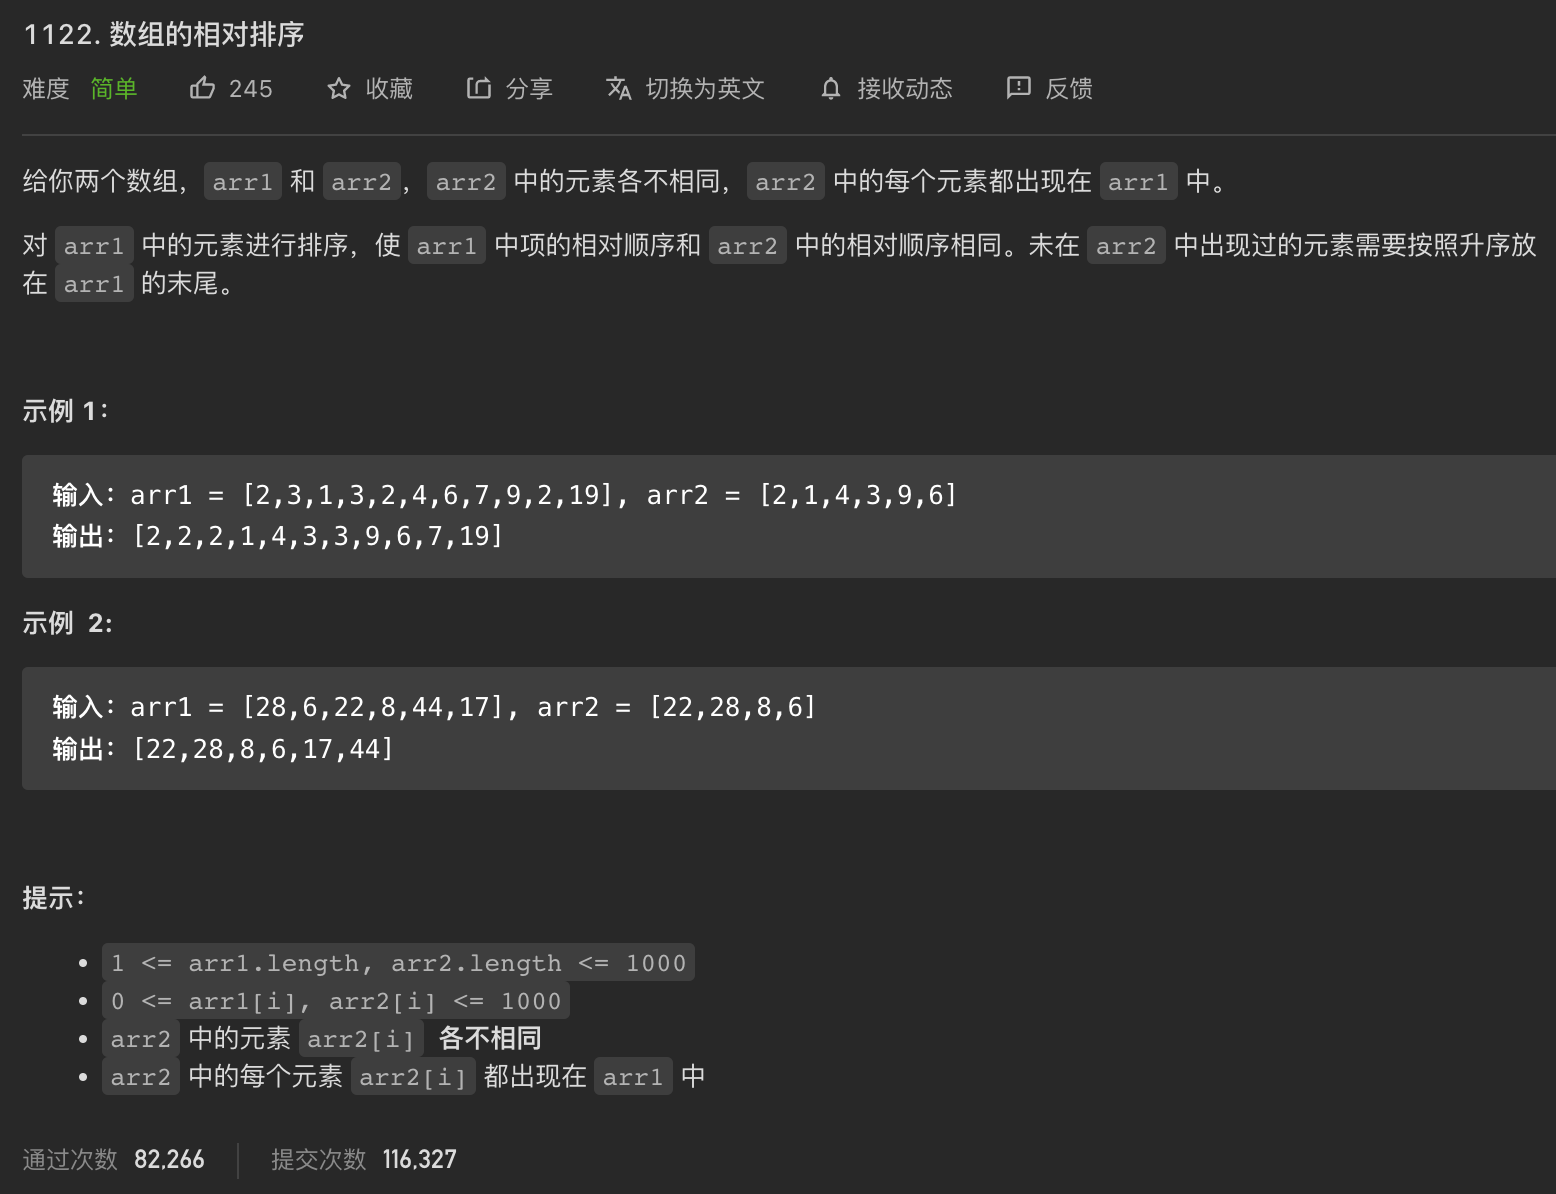 1122. 数组的相对排序
难度 简单 245 收藏 分享 切换为英文 接收动态 反馈
给你两个数组，arr1 和 arr2，arr2 中的元素各不相同，arr2 中的每个元素都出现在 arr1 中。
对 arr1 中的元素进行排序，使 arr1 中项的相对顺序和 arr2 中的相对顺序相同。未在 arr2 中出现过的元素需要按照升序放
在 arr1 的末尾。
示例 1：
输入：arr1 = [2,3,1,3,2,4,6,7,9,2,19], arr2 = [2,1,4,3,9,6]
输出：[2,2,2,1,4,3,3,9,6,7,19]
示例 2:
输入：arr1 = [28,6,22,8,44,17], arr2 = [22,28,8,6]
输出：[22,28,8,6,17,44]
提示：
• 1 <= arr1.length, arr2.length <= 1000
• 0 <= arr1[i], arr2[i] <= 1000
• arr2 中的元素 arr2[i] 各不相同
• arr2 中的每个元素 arr2[i] 都出现在 arr1 中
通过次数 82,266 提交次数 116,327